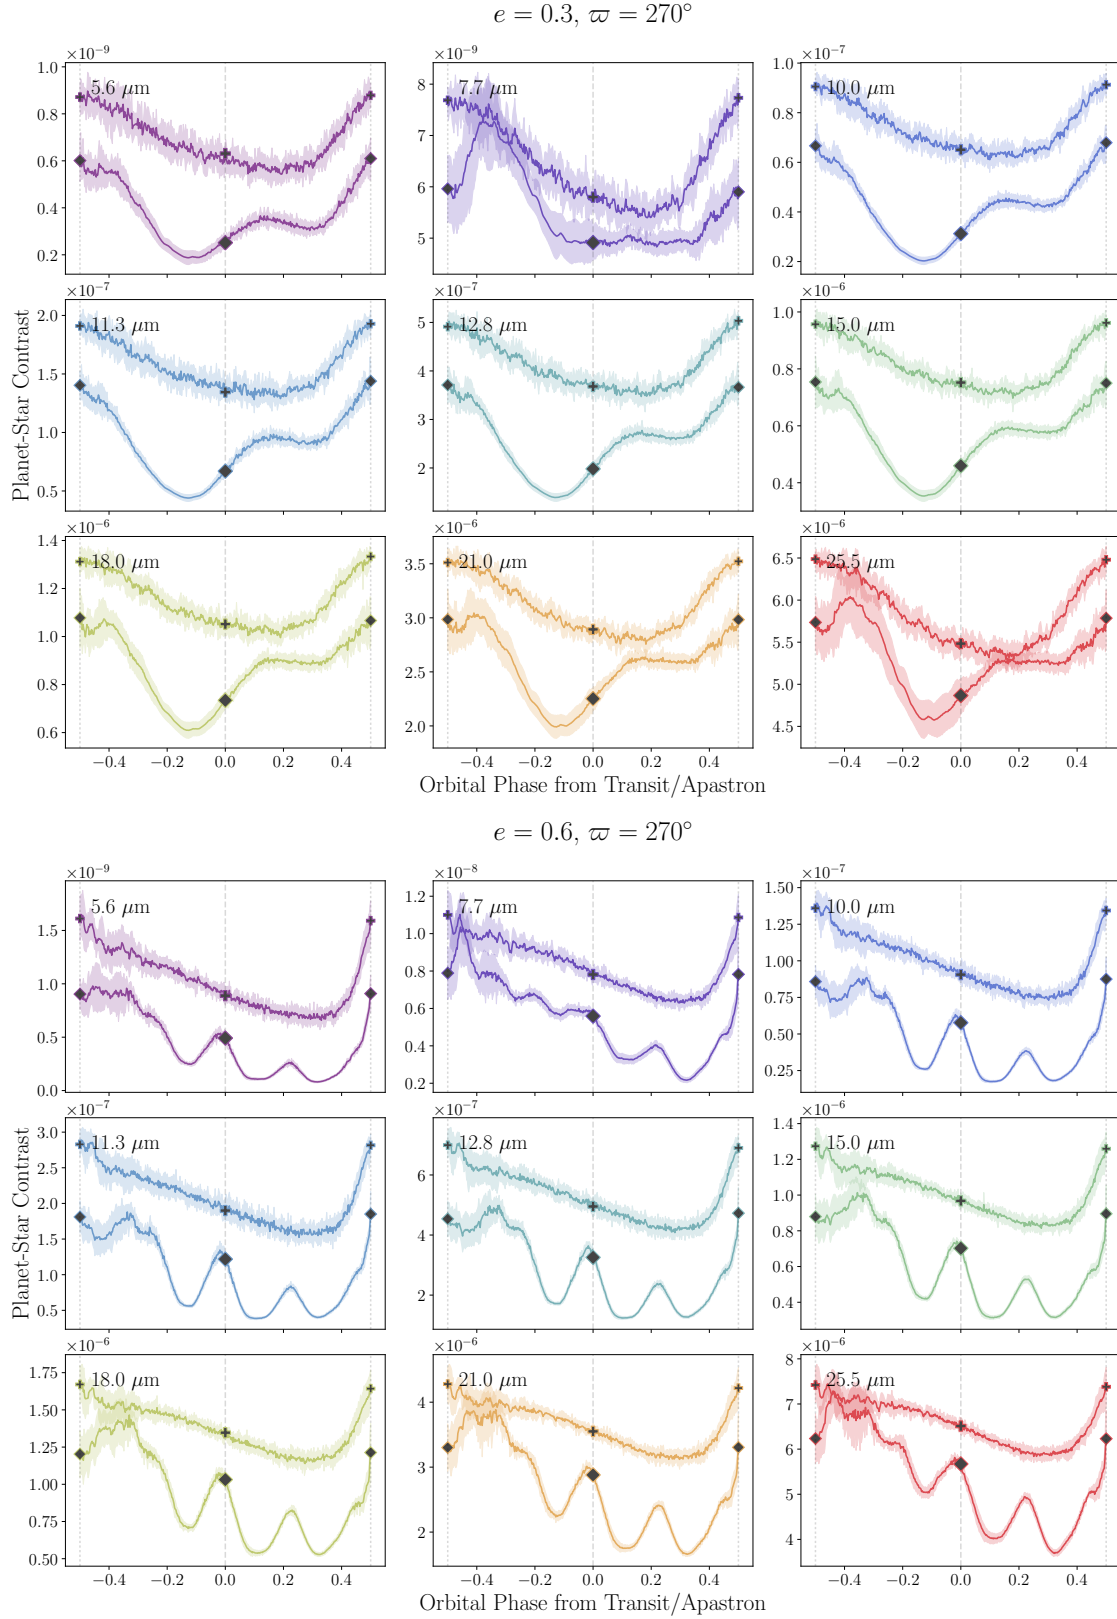 e = 0.3, ϖ = 270°
×10⁻⁹ ×10⁻⁹ ×10⁻⁷
5.6 μm 7.7 μm 10.0 μm
1.0 0.8 0.6 0.4 0.2
8 7 6 5
1.0 0.8 0.6 0.4 0.2
×10⁻⁷ ×10⁻⁷ ×10⁻⁶
11.3 μm 12.8 μm 15.0 μm
2.0 1.5 1.0 0.5
5 4 3 2
1.0 0.8 0.6 0.4
Planet-Star Contrast
×10⁻⁶ ×10⁻⁶ ×10⁻⁶
18.0 μm 21.0 μm 25.5 μm
1.4 1.2 1.0 0.8 0.6
3.5 3.0 2.5 2.0
6.5 6.0 5.5 5.0 4.5
−0.4 −0.2 0.0 0.2 0.4 −0.4 −0.2 0.0 0.2 0.4 −0.4 −0.2 0.0 0.2 0.4
Orbital Phase from Transit/Apastron
e = 0.6, ϖ = 270°
×10⁻⁹ ×10⁻⁸ ×10⁻⁷
5.6 μm 7.7 μm 10.0 μm
1.5 1.0 0.5 0.0
1.2 1.0 0.8 0.6 0.4 0.2
1.50 1.25 1.00 0.75 0.50 0.25
×10⁻⁷ ×10⁻⁷ ×10⁻⁶
11.3 μm 12.8 μm 15.0 μm
3.0 2.5 2.0 1.5 1.0 0.5
6 4 2
1.4 1.2 1.0 0.8 0.6 0.4
Planet-Star Contrast
×10⁻⁶ ×10⁻⁶
18.0 μm 21.0 μm 25.5 μm
1.75 1.50 1.25 1.00 0.75 0.50
4 3 2
8 7 6 5 4
−0.4 −0.2 0.0 0.2 0.4 −0.4 −0.2 0.0 0.2 0.4 −0.4 −0.2 0.0 0.2 0.4
Orbital Phase from Transit/Apastron